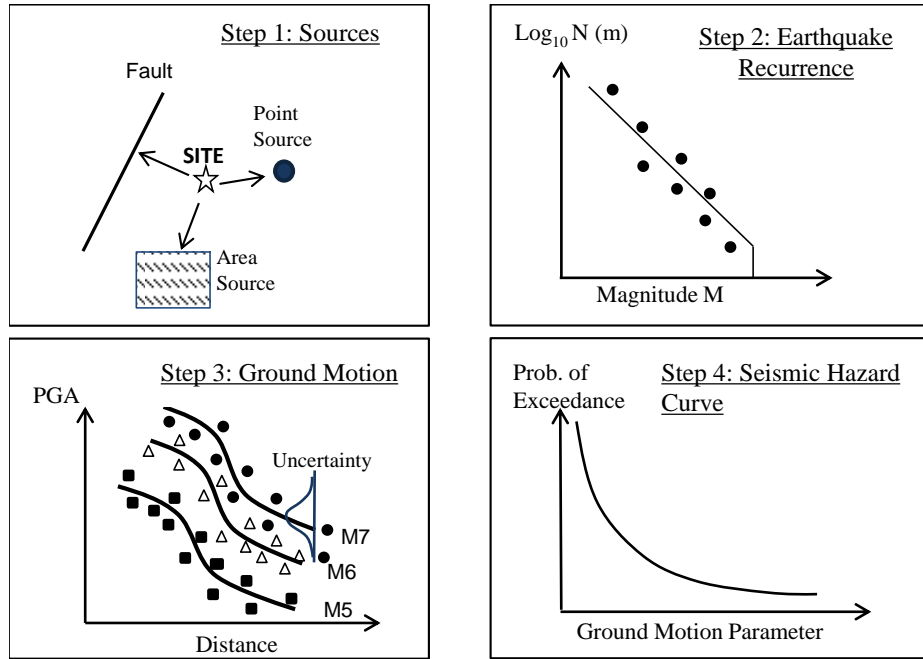 Step 1: Sources
Fault
Point
Source
SITE
Area
Source
Log10 N (m)
Step 2: Earthquake
Recurrence
Magnitude M
Step 3: Ground Motion
PGA
Uncertainty
M7
M6
M5
Distance
Prob. of
Exceedance
Step 4: Seismic Hazard
Curve
Ground Motion Parameter